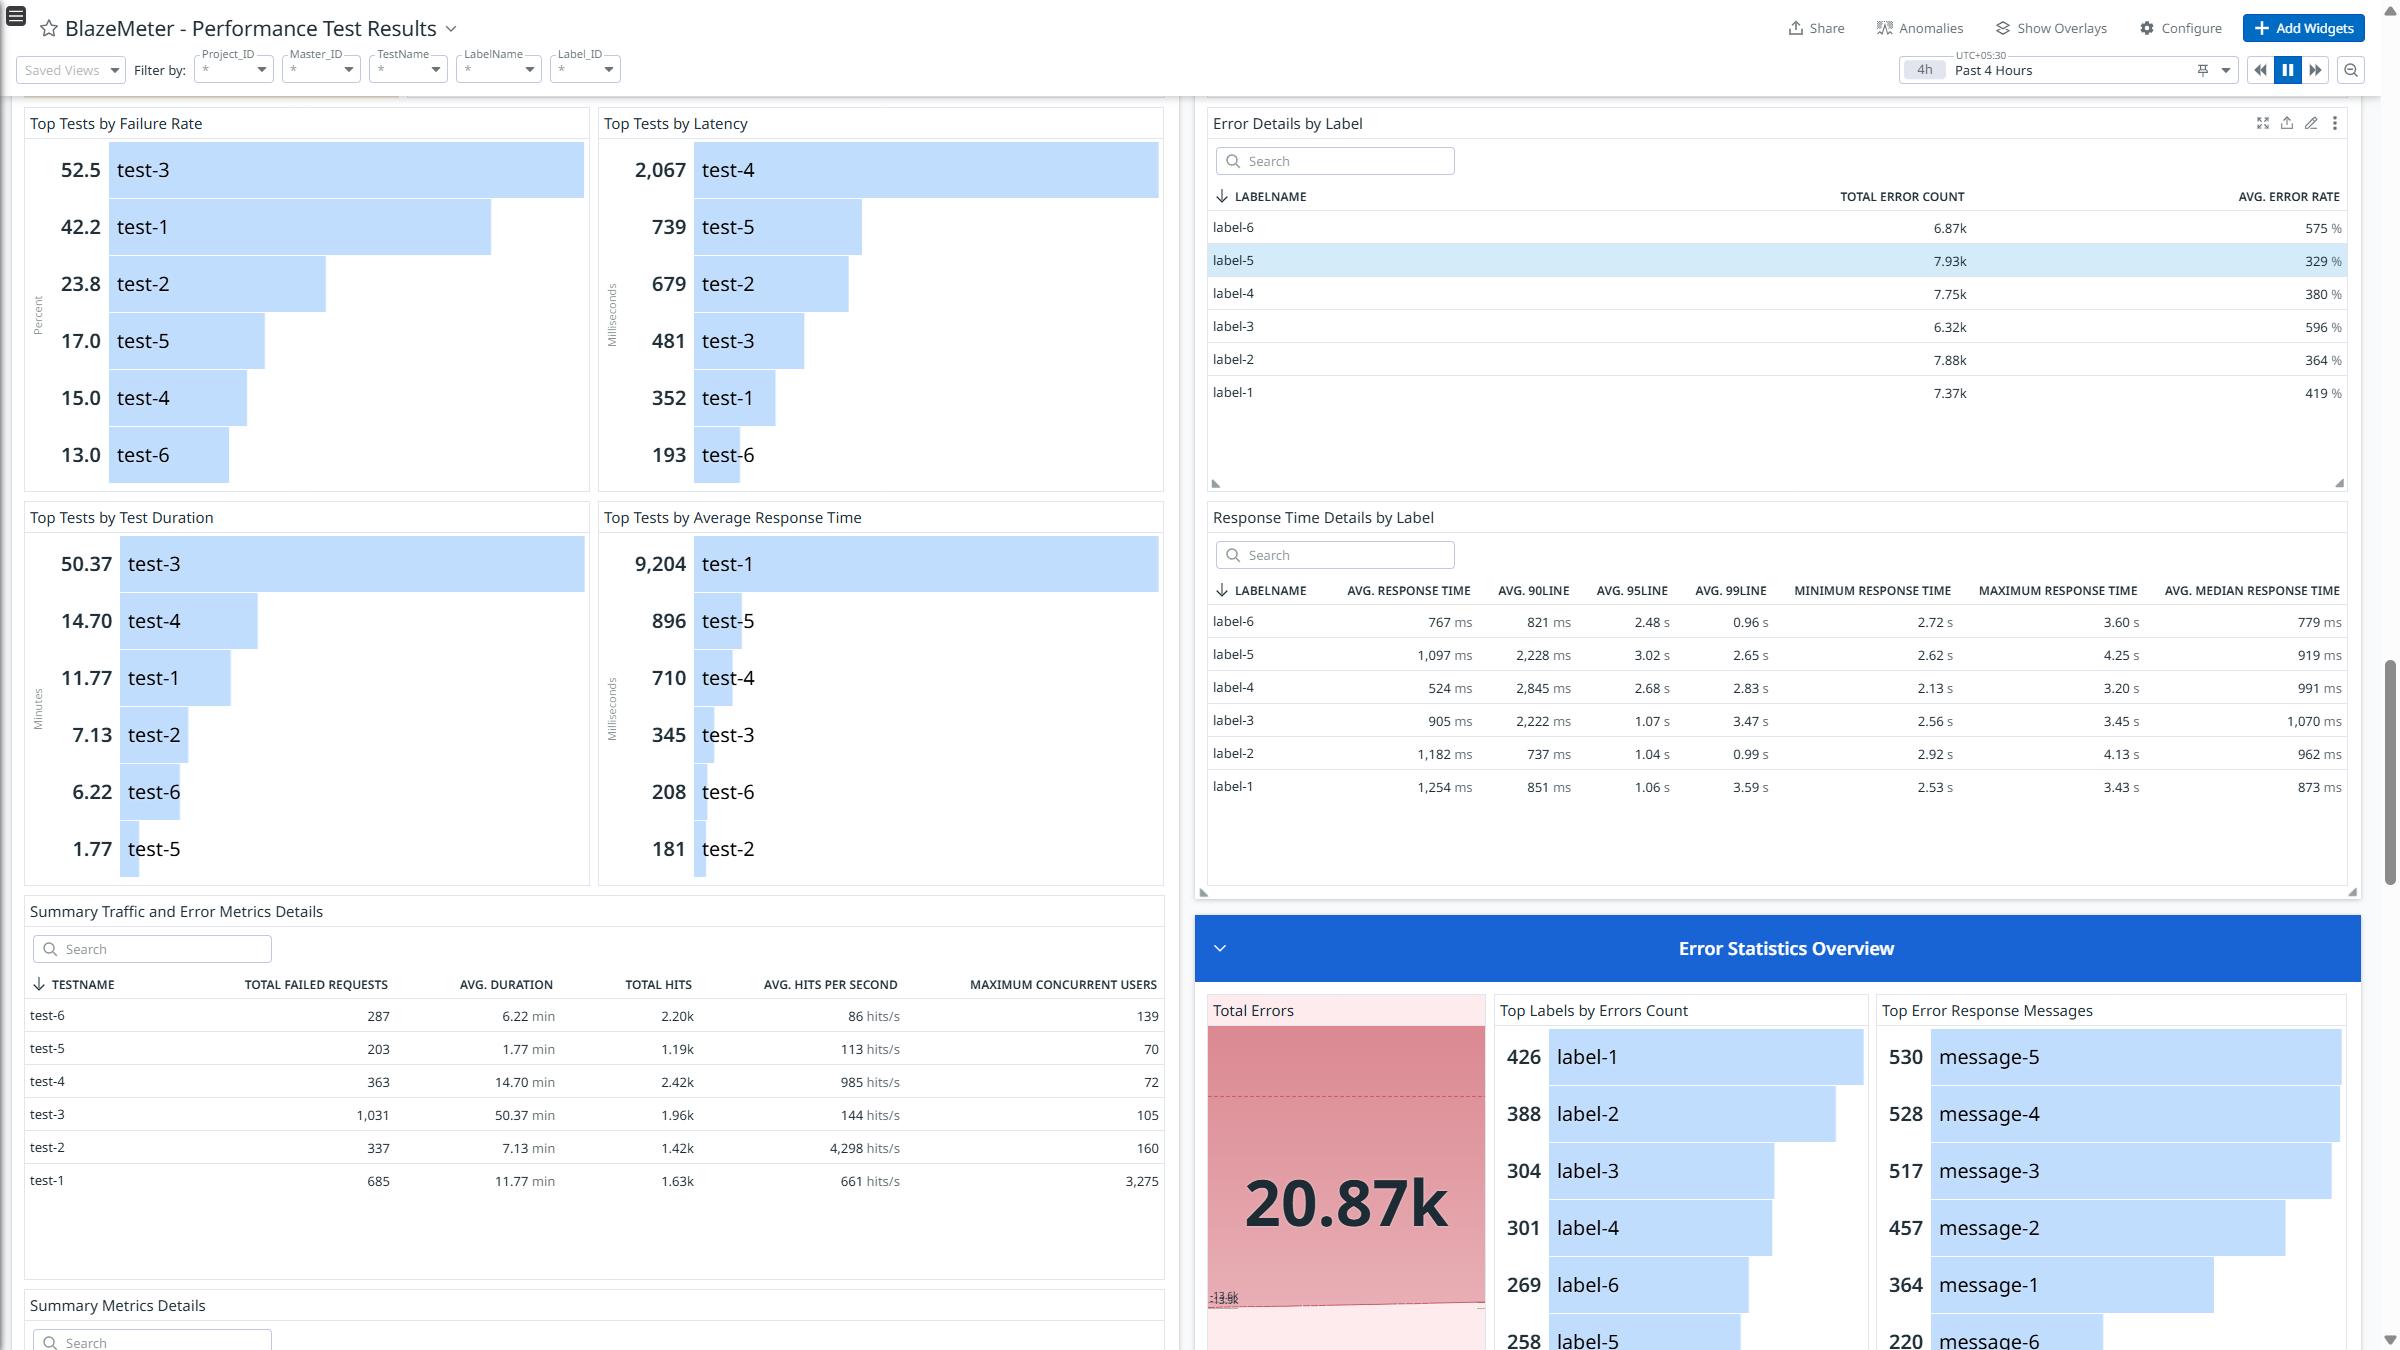 BlazeMeter - Performance Test Results
Share
Anomalies
Show Overlays
Configure
Add Widgets
Saved Views
Filter by:
Project_ID
*
Master_ID
*
TestName
*
LabelName
*
Label_ID
*
UTC+05:30
4h Past 4 Hours
Top Tests by Failure Rate
Percent
52.5 test-3
42.2 test-1
23.8 test-2
17.0 test-5
15.0 test-4
13.0 test-6
Top Tests by Latency
Milliseconds
2,067 test-4
739 test-5
679 test-2
481 test-3
352 test-1
193 test-6
Top Tests by Test Duration
Minutes
50.37 test-3
14.70 test-4
11.77 test-1
7.13 test-2
6.22 test-6
1.77 test-5
Top Tests by Average Response Time
Milliseconds
9,204 test-1
896 test-5
710 test-4
345 test-3
208 test-6
181 test-2
Summary Traffic and Error Metrics Details
Search
TESTNAME TOTAL FAILED REQUESTS AVG. DURATION TOTAL HITS AVG. HITS PER SECOND MAXIMUM CONCURRENT USERS
test-6 287 6.22 min 2.20k 86 hits/s 139
test-5 203 1.77 min 1.19k 113 hits/s 70
test-4 363 14.70 min 2.42k 985 hits/s 72
test-3 1,031 50.37 min 1.96k 144 hits/s 105
test-2 337 7.13 min 1.42k 4,298 hits/s 160
test-1 685 11.77 min 1.63k 661 hits/s 3,275
Summary Metrics Details
Search
Error Details by Label
Search
LABELNAME TOTAL ERROR COUNT AVG. ERROR RATE
label-6 6.87k 575 %
label-5 7.93k 329 %
label-4 7.75k 380 %
label-3 6.32k 596 %
label-2 7.88k 364 %
label-1 7.37k 419 %
Response Time Details by Label
Search
LABELNAME AVG. RESPONSE TIME AVG. 90LINE AVG. 95LINE AVG. 99LINE MINIMUM RESPONSE TIME MAXIMUM RESPONSE TIME AVG. MEDIAN RESPONSE TIME
label-6 767 ms 821 ms 2.48 s 0.96 s 2.72 s 3.60 s 779 ms
label-5 1,097 ms 2,228 ms 3.02 s 2.65 s 2.62 s 4.25 s 919 ms
label-4 524 ms 2,845 ms 2.68 s 2.83 s 2.13 s 3.20 s 991 ms
label-3 905 ms 2,222 ms 1.07 s 3.47 s 2.56 s 3.45 s 1,070 ms
label-2 1,182 ms 737 ms 1.04 s 0.99 s 2.92 s 4.13 s 962 ms
label-1 1,254 ms 851 ms 1.06 s 3.59 s 2.53 s 3.43 s 873 ms
Error Statistics Overview
Total Errors
20.87k
Top Labels by Errors Count
426 label-1
388 label-2
304 label-3
301 label-4
269 label-6
258 label-5
Top Error Response Messages
530 message-5
528 message-4
517 message-3
457 message-2
364 message-1
220 message-6